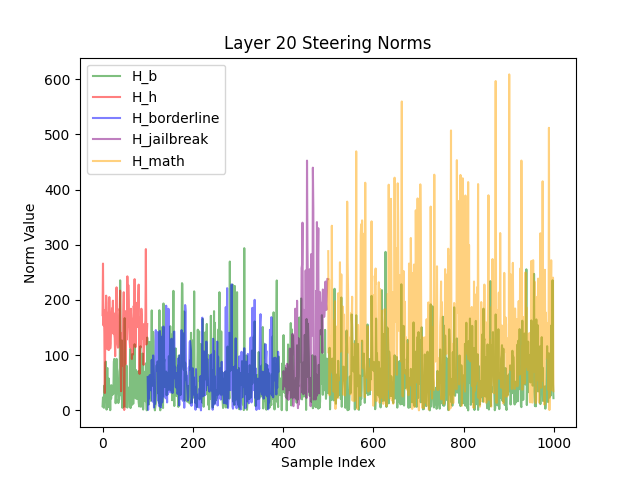 Layer 20 Steering Norms
H_b
H_h
H_borderline
H_jailbreak
H_math
Norm Value
600
500
400
300
200
100
0
0 200 400 600 800 1000
Sample Index